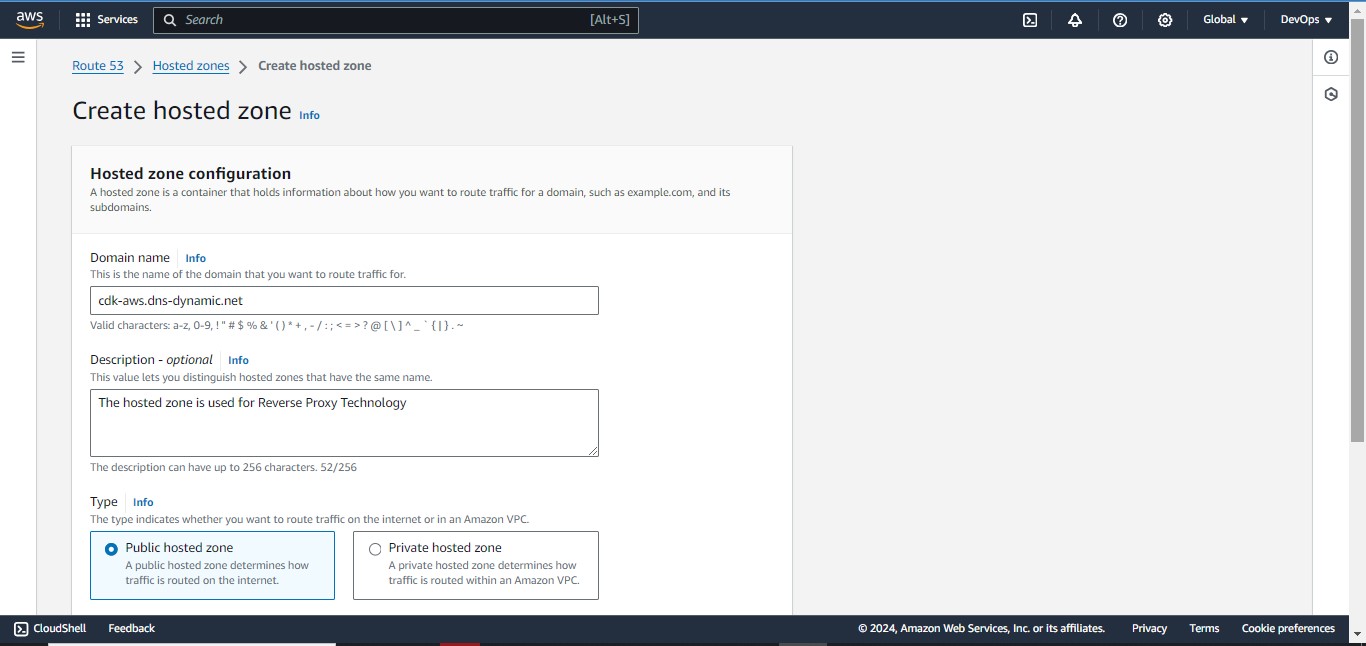 aws Services Search [Alt+S] Global ▼ DevOps ▼
Route 53 > Hosted zones > Create hosted zone
Create hosted zone Info
Hosted zone configuration
A hosted zone is a container that holds information about how you want to route traffic for a domain, such as example.com, and its
subdomains.
Domain name Info
This is the name of the domain that you want to route traffic for.
cdk-aws.dns-dynamic.net
Valid characters: a-z, 0-9, ! " # $ % & ' ( ) * + , - / : ; < = > ? @ [ \ ] ^ _ ` { | } . ~
Description - optional Info
This value lets you distinguish hosted zones that have the same name.
The hosted zone is used for Reverse Proxy Technology
The description can have up to 256 characters. 52/256
Type Info
The type indicates whether you want to route traffic on the internet or in an Amazon VPC.
Public hosted zone
A public hosted zone determines how
traffic is routed on the internet.
Private hosted zone
A private hosted zone determines how
traffic is routed within an Amazon VPC.
CloudShell Feedback © 2024, Amazon Web Services, Inc. or its affiliates. Privacy Terms Cookie preferences